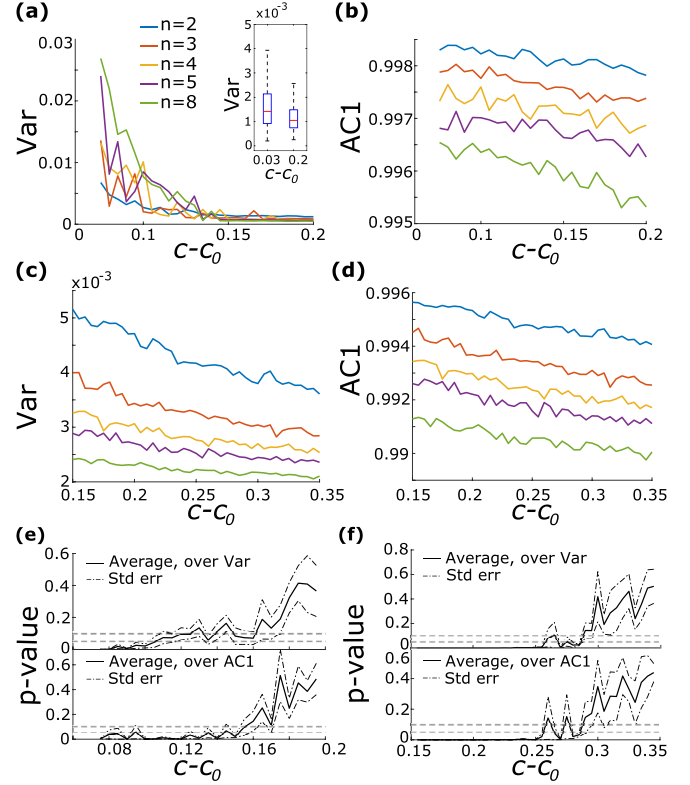 (a)
×10⁻³
Var
0.03
0.02
0.01
0
0
0.1
0.15
0.2
c-c₀
n=2
n=3
n=4
n=5
n=8
Var
5
4
3
2
1
0
0.03
0.2
c-c₀
(b)
AC1
0.998
0.997
0.996
0.995
0
0.1
0.15
0.2
c-c₀
(c)
×10⁻³
Var
5
4
3
2
0.15
0.2
0.25
0.3
0.35
c-c₀
(d)
AC1
0.996
0.994
0.992
0.99
0.15
0.2
0.25
0.3
0.35
c-c₀
(e)
p-value
0.6
0.4
0.2
0
Average, over Var
Std err
0.6
0.4
0.2
0
Average, over AC1
Std err
0.08
0.12
0.16
0.2
c-c₀
(f)
p-value
0.8
0.6
0.4
0.2
0
Average, over Var
Std err
0.6
0.4
0.2
0
Average, over AC1
Std err
0.15
0.2
0.25
0.3
0.35
c-c₀